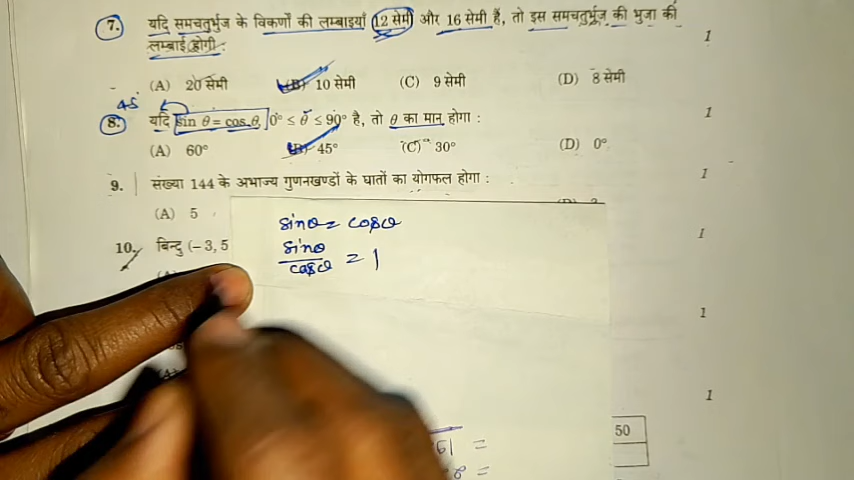 7. यदि समचतुर्भुज के विकर्णों की लम्बाइयाँ 12 सेमी और 16 सेमी हैं, तो इस समचतुर्भुज की भुजा की
लम्बाई होगी : 1
(A) 20 सेमी (B) 10 सेमी (C) 9 सेमी (D) 8 सेमी
45°
8. यदि sin θ = cos θ, 0° ≤ θ ≤ 90° है, तो θ का मान होगा : 1
(A) 60° (B) 45° (C) 30° (D) 0°
9. संख्या 144 के अभाज्य गुणनखण्डों के घातों का योगफल होगा : 1
(A) 5
sinθ = cosθ
10. बिन्दु (– 3, 5 1
sinθ
cosθ = 1
1
1
50
61 =
=